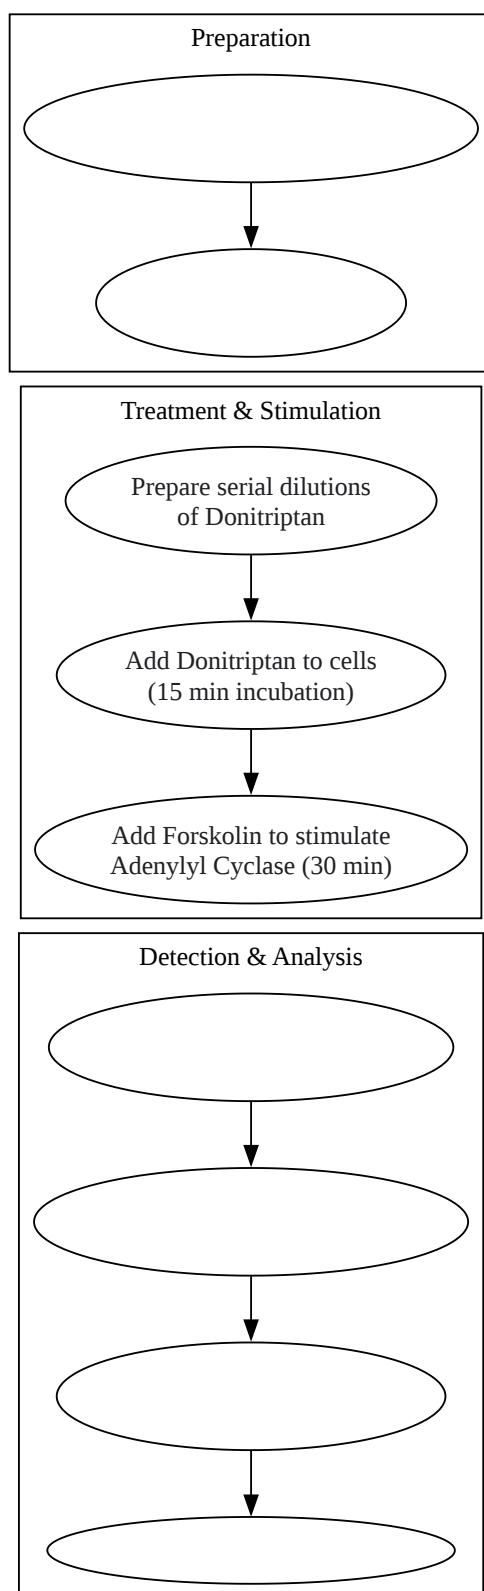 Preparation
Treatment & Stimulation
Prepare serial dilutions
of Donitriptan
Add Donitriptan to cells
(15 min incubation)
Add Forskolin to stimulate
Adenylyl Cyclase (30 min)
Detection & Analysis